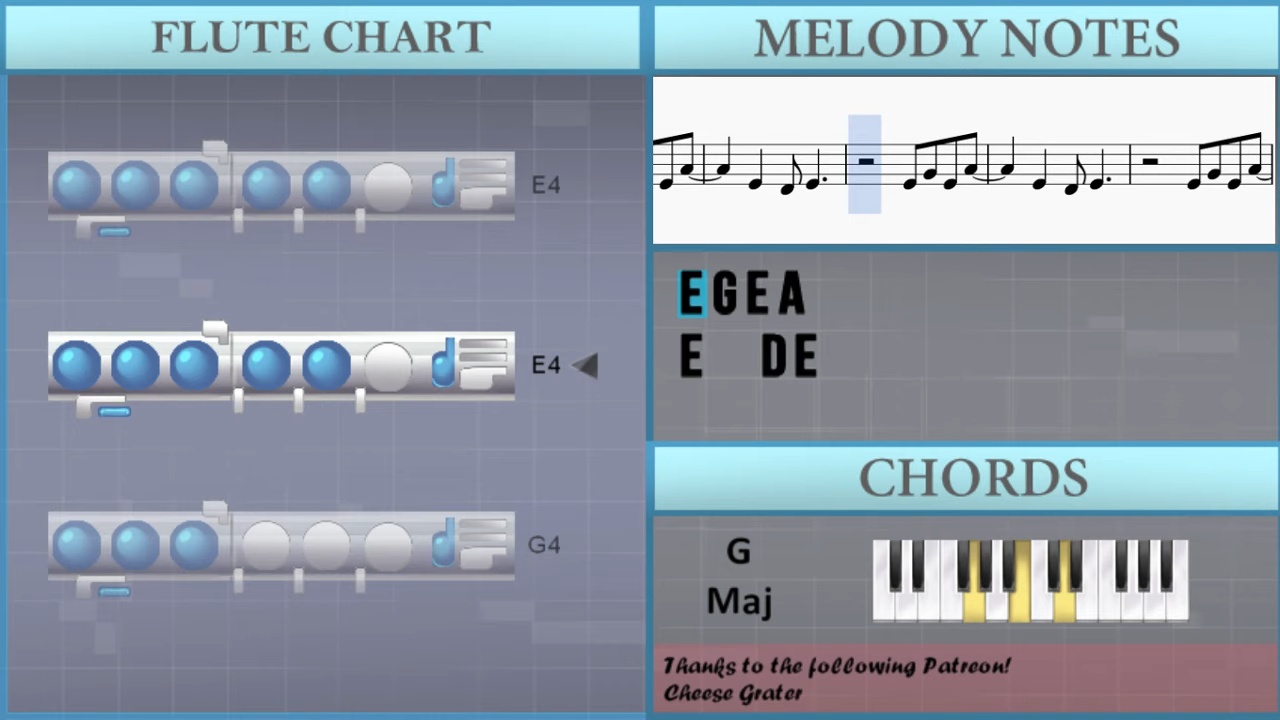 FLUTE CHART
E4
E4
G4
MELODY NOTES
EGEA
E DE
CHORDS
G
Maj
Thanks to the following Patreon!
Cheese Grater